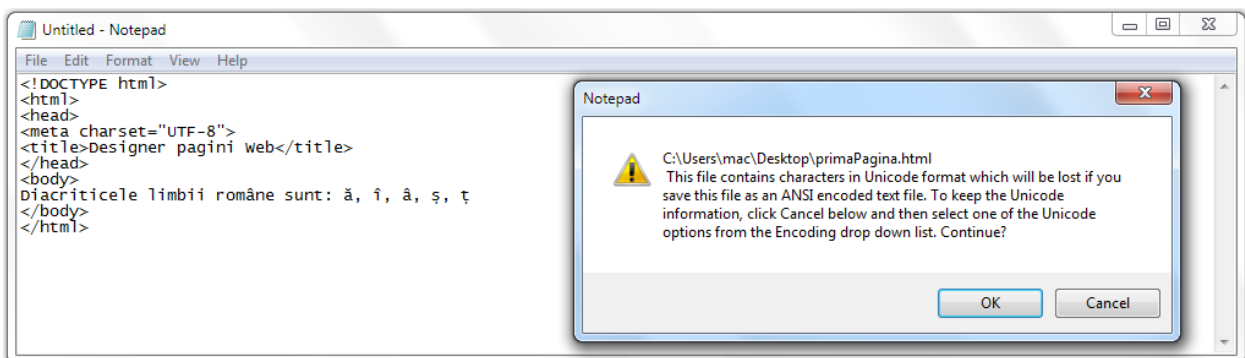 Untitled - Notepad
File Edit Format View Help
<!DOCTYPE html>
<html>
<head>
<meta charset="UTF-8">
<title>Designer pagini Web</title>
</head>
<body>
Diacriticele limbii române sunt: ă, î, â, ș, ț
</body>
</html>
Notepad
C:\Users\mac\Desktop\primaPagina.html
This file contains characters in Unicode format which will be lost if you
save this file as an ANSI encoded text file. To keep the Unicode
information, click Cancel below and then select one of the Unicode
options from the Encoding drop down list. Continue?
OK Cancel